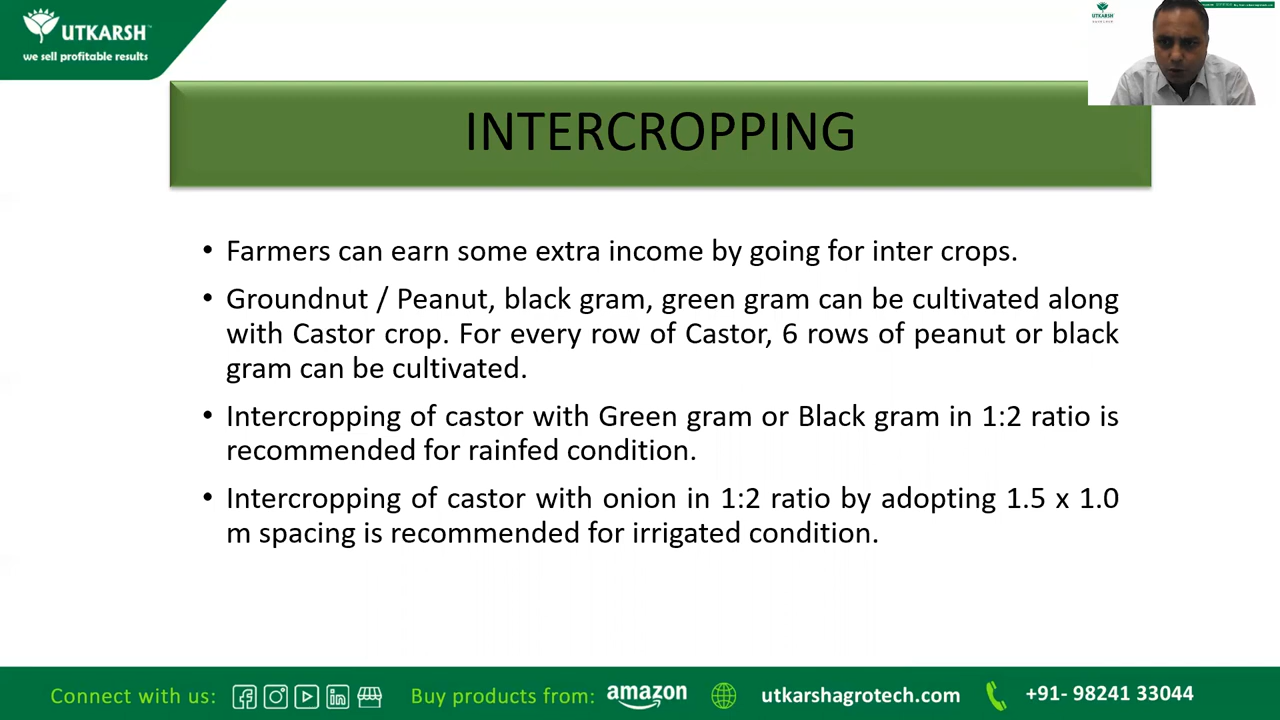 UTKARSH
we sell profitable results
UTKARSH
INTERCROPPING
• Farmers can earn some extra income by going for inter crops.
• Groundnut / Peanut, black gram, green gram can be cultivated along
with Castor crop. For every row of Castor, 6 rows of peanut or black
gram can be cultivated.
• Intercropping of castor with Green gram or Black gram in 1:2 ratio is
recommended for rainfed condition.
• Intercropping of castor with onion in 1:2 ratio by adopting 1.5 x 1.0
m spacing is recommended for irrigated condition.
Connect with us: Buy products from: amazon utkarshagrotech.com +91- 98241 33044